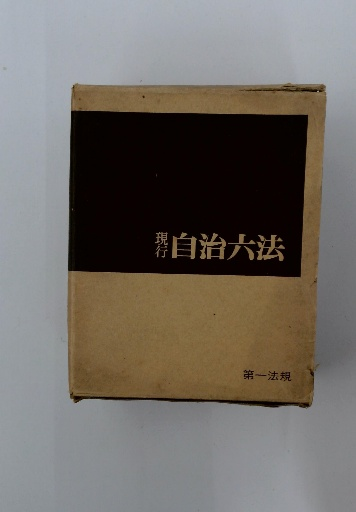 現行 自治六法
第一法規